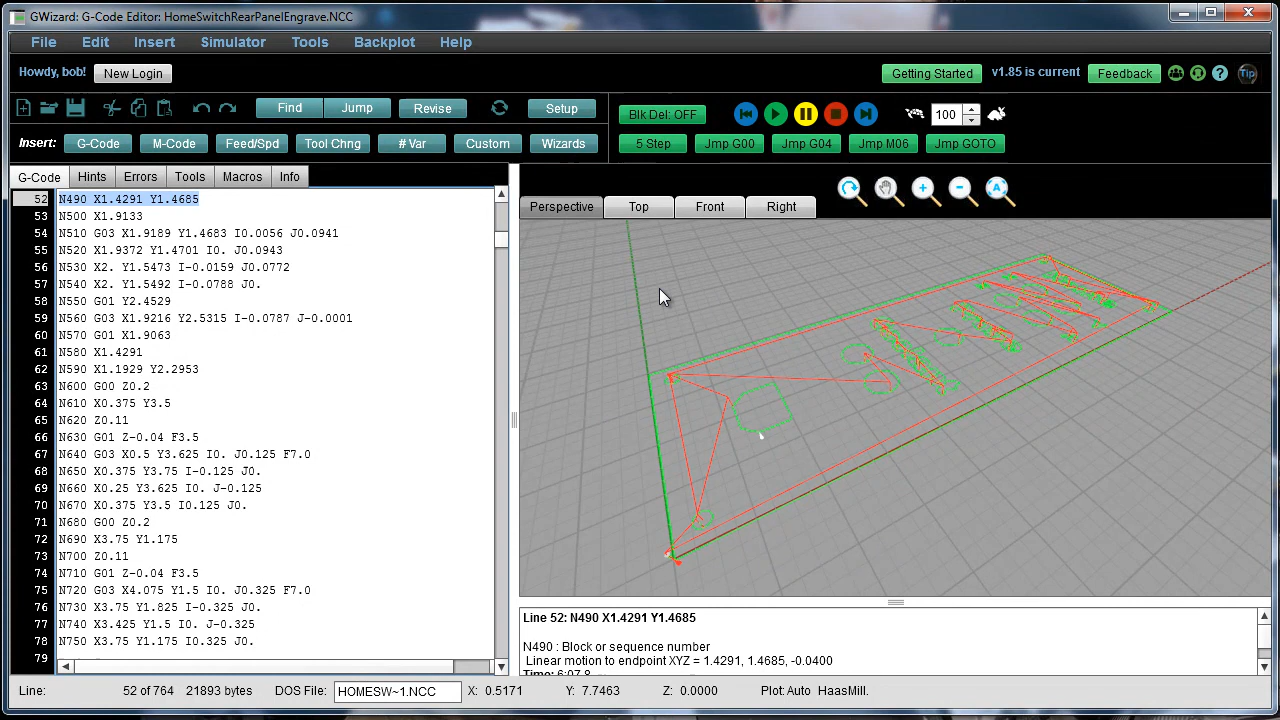 GWizard: G-Code Editor: HomeSwitchRearPanelEngrave.NCC
File Edit Insert Simulator Tools Backplot Help
Howdy, bob! New Login Getting Started v1.85 is current Feedback ? Tip
Find Jump Revise Setup Blk Del: OFF 100
Insert: G-Code M-Code Feed/Spd Tool Chng # Var Custom Wizards 5 Step Jmp G00 Jmp G04 Jmp M06 Jmp GOTO
G-Code Hints Errors Tools Macros Info
Perspective Top Front Right
52 N490 X1.4291 Y1.4685
53 N500 X1.9133
54 N510 G03 X1.9189 Y1.4683 I0.0056 J0.0941
55 N520 X1.9372 Y1.4701 I0. J0.0943
56 N530 X2. Y1.5473 I-0.0159 J0.0772
57 N540 X2. Y1.5492 I-0.0788 J0.
58 N550 G01 Y2.4529
59 N560 G03 X1.9216 Y2.5315 I-0.0787 J-0.0001
60 N570 G01 X1.9063
61 N580 X1.4291
62 N590 X1.1929 Y2.2953
63 N600 G00 Z0.2
64 N610 X0.375 Y3.5
65 N620 Z0.11
66 N630 G01 Z-0.04 F3.5
67 N640 G03 X0.5 Y3.625 I0. J0.125 F7.0
68 N650 X0.375 Y3.75 I-0.125 J0.
69 N660 X0.25 Y3.625 I0. J-0.125
70 N670 X0.375 Y3.5 I0.125 J0.
71 N680 G00 Z0.2
72 N690 X3.75 Y1.175
73 N700 Z0.11
74 N710 G01 Z-0.04 F3.5
75 N720 G03 X4.075 Y1.5 I0. J0.325 F7.0
76 N730 X3.75 Y1.825 I-0.325 J0.
77 N740 X3.425 Y1.5 I0. J-0.325
78 N750 X3.75 Y1.175 I0.325 J0.
79
Line 52: N490 X1.4291 Y1.4685
N490 : Block or sequence number
Linear motion to endpoint XYZ = 1.4291, 1.4685, -0.0400
Time: 6:07.8
Line: 52 of 764 21893 bytes DOS File: HOMESW~1.NCC X: 0.5171 Y: 7.7463 Z: 0.0000 Plot: Auto HaasMill.